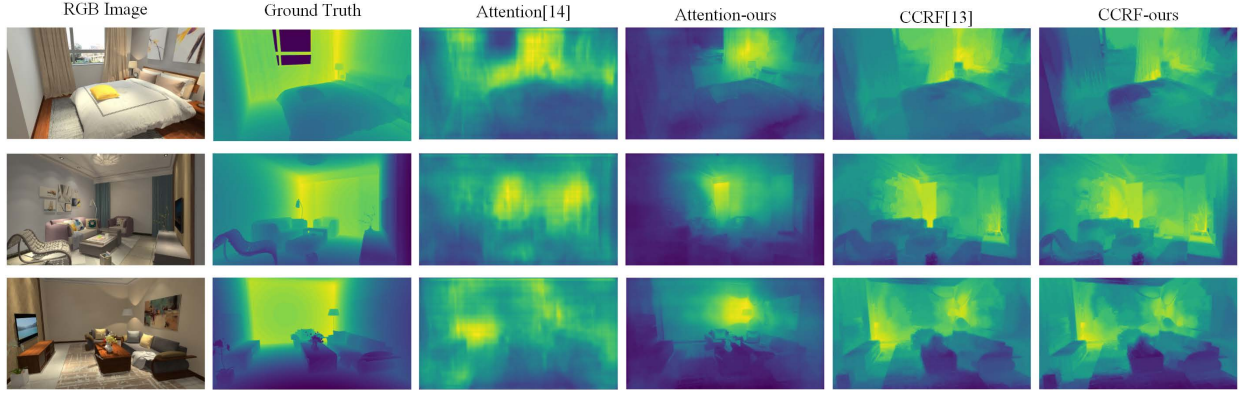 RGB Image
Ground Truth
Attention[14]
Attention-ours
CCRF[13]
CCRF-ours